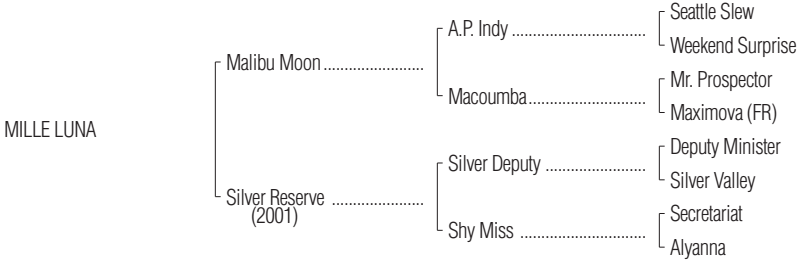 Seattle Slew
A.P. Indy ................................
Weekend Surprise
Malibu Moon ........................
Mr. Prospector
Macoumba ............................
Maximova (FR)
MILLE LUNA
Deputy Minister
Silver Deputy ........................
Silver Valley
Silver Reserve ......................
(2001)
Secretariat
Shy Miss ..............................
Alyanna